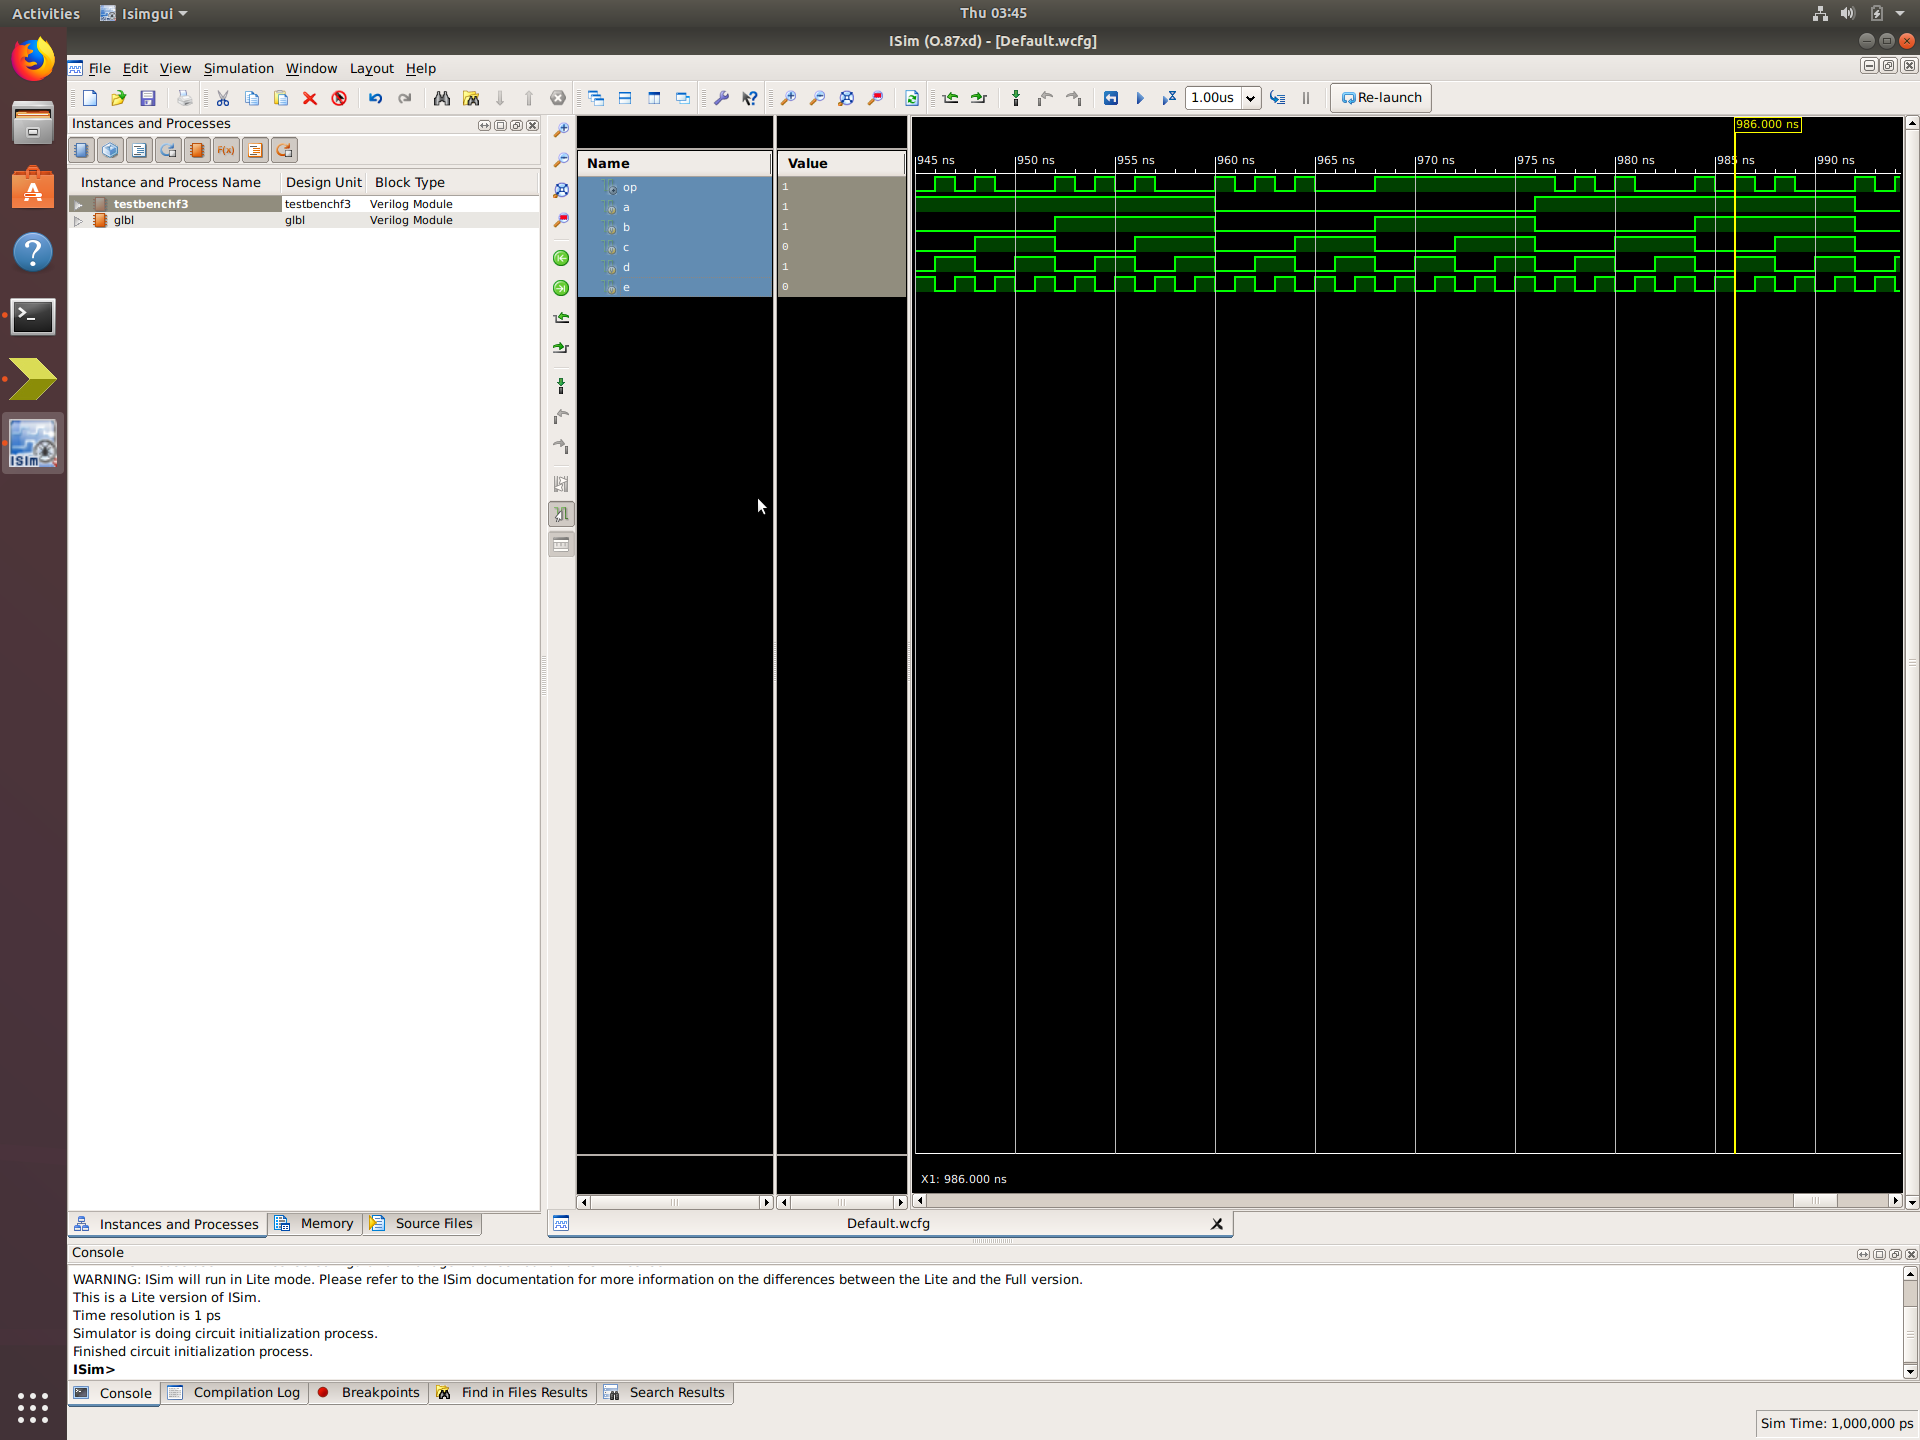 Activities
Isimgui
Thu 03:45
ISim (O.87xd) - [Default.wcfg]
File Edit View Simulation Window Layout Help
1.00us
Re-launch
Instances and Processes
F(x)
Instance and Process Name Design Unit Block Type
testbenchf3 testbenchf3 Verilog Module
glbl glbl Verilog Module
Name Value
op 1
a 1
b 1
c 0
d 1
e 0
986.000 ns
945 ns 950 ns 955 ns 960 ns 965 ns 970 ns 975 ns 980 ns 985 ns 990 ns
X1: 986.000 ns
ISim
Instances and Processes Memory Source Files
Default.wcfg
Console
WARNING: ISim will run in Lite mode. Please refer to the ISim documentation for more information on the differences between the Lite and the Full version.
This is a Lite version of ISim.
Time resolution is 1 ps
Simulator is doing circuit initialization process.
Finished circuit initialization process.
ISim>
Console Compilation Log Breakpoints Find in Files Results Search Results
Sim Time: 1,000,000 ps